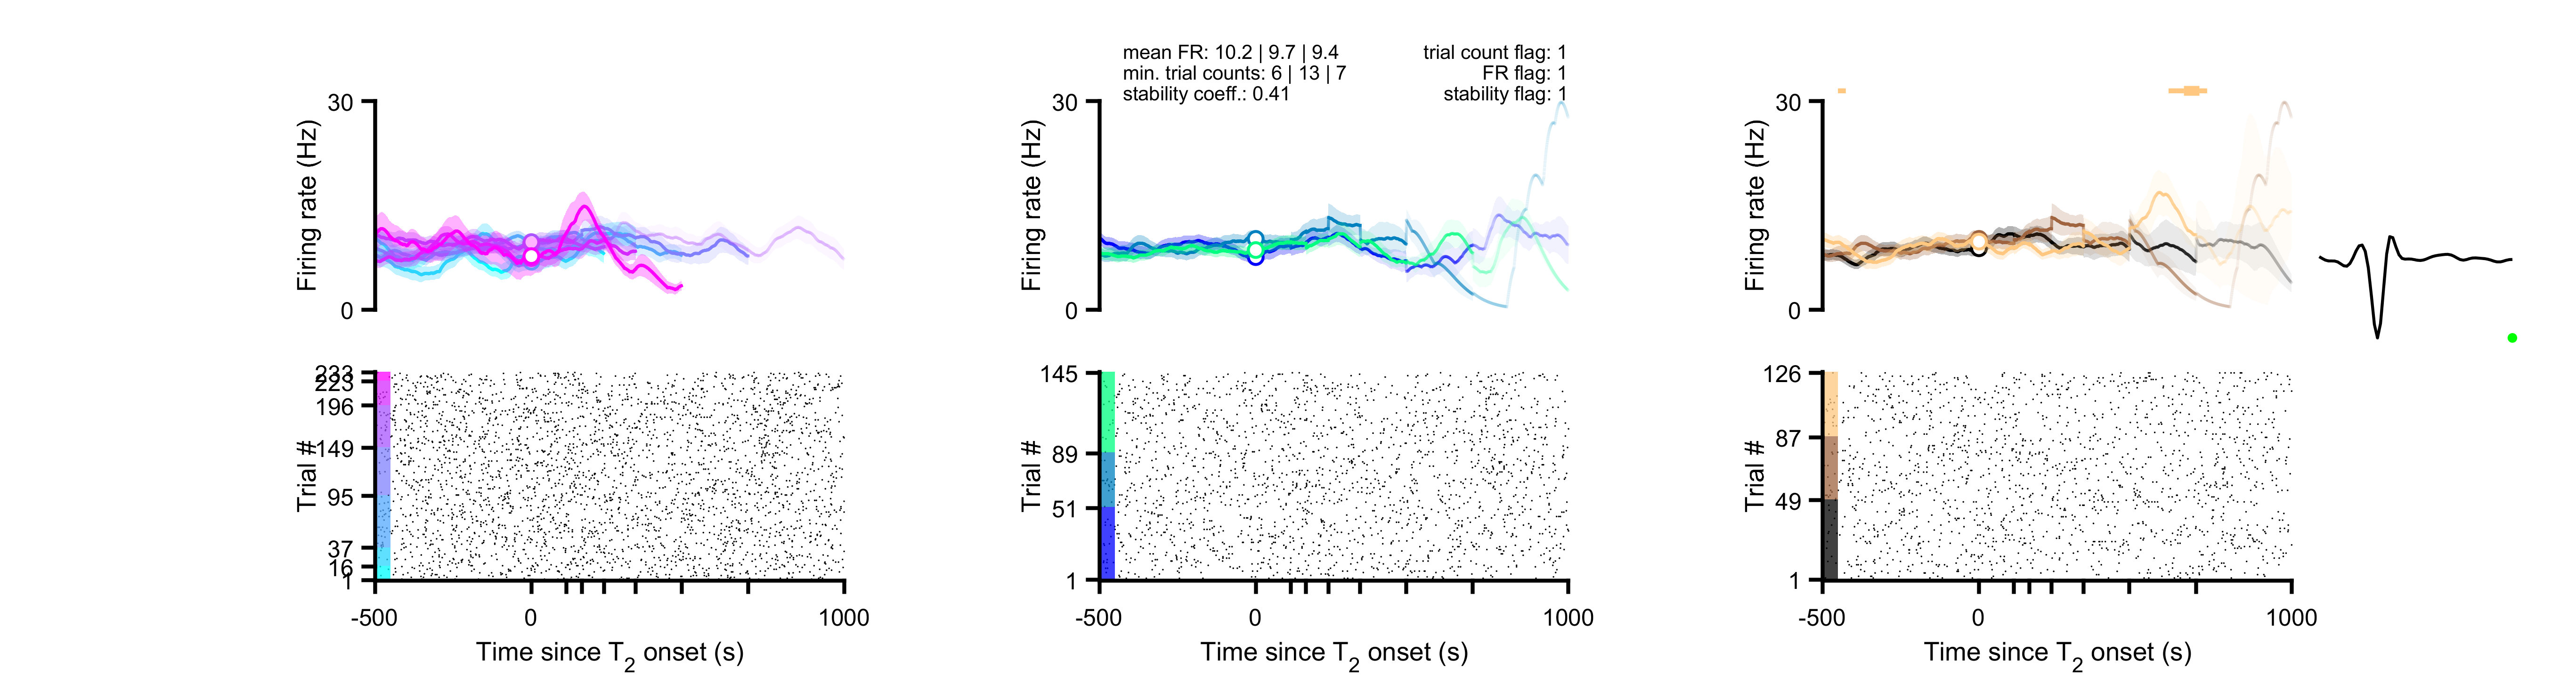 mean FR: 10.2 | 9.7 | 9.4
min. trial counts: 6 | 13 | 7
stability coeff.: 0.41
trial count flag: 1
FR flag: 1
stability flag: 1
Firing rate (Hz)
30
0
Firing rate (Hz)
30
0
Firing rate (Hz)
30
0
Trial #
233
223
196
149
95
37
16
1
-500
0
1000
Time since T2 onset (s)
Trial #
145
89
51
1
-500
0
1000
Time since T2 onset (s)
Trial #
126
87
49
1
-500
0
1000
Time since T2 onset (s)